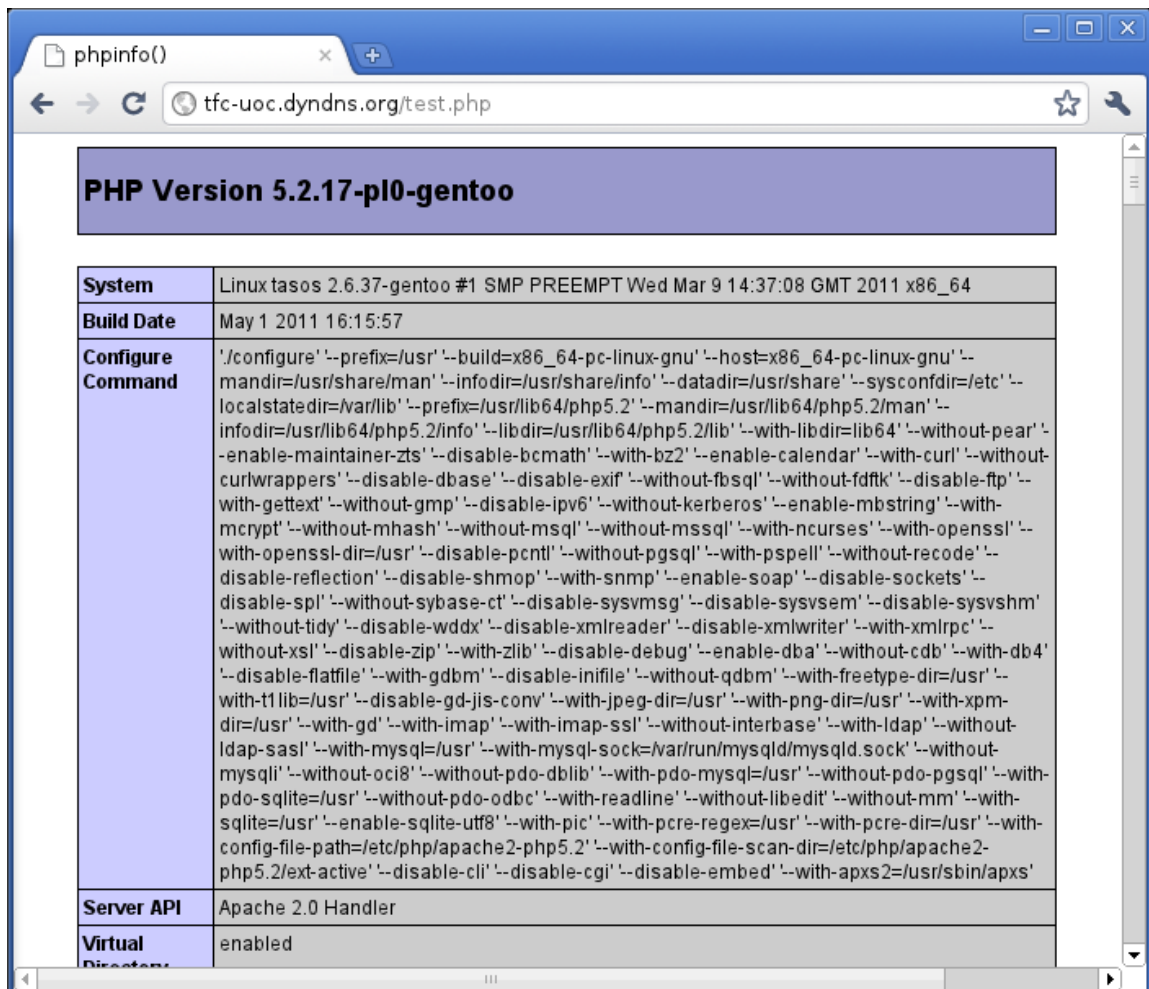 phpinfo()
tfc-uoc.dyndns.org/test.php
PHP Version 5.2.17-pl0-gentoo
System Linux tasos 2.6.37-gentoo #1 SMP PREEMPT Wed Mar 9 14:37:08 GMT 2011 x86_64
Build Date May 1 2011 16:15:57
Configure Command './configure' '--prefix=/usr' '--build=x86_64-pc-linux-gnu' '--host=x86_64-pc-linux-gnu' '--
mandir=/usr/share/man' '--infodir=/usr/share/info' '--datadir=/usr/share' '--sysconfdir=/etc' '--
localstatedir=/var/lib' '--prefix=/usr/lib64/php5.2' '--mandir=/usr/lib64/php5.2/man' '--
infodir=/usr/lib64/php5.2/info' '--libdir=/usr/lib64/php5.2/lib' '--with-libdir=lib64' '--without-pear' '-
-enable-maintainer-zts' '--disable-bcmath' '--with-bz2' '--enable-calendar' '--with-curl' '--without-
curlwrappers' '--disable-dbase' '--disable-exif' '--without-fbsql' '--without-fdftk' '--disable-ftp' '--
with-gettext' '--without-gmp' '--disable-ipv6' '--without-kerberos' '--enable-mbstring' '--with-
mcrypt' '--without-mhash' '--without-msql' '--without-mssql' '--with-ncurses' '--with-openssl' '--
with-openssl-dir=/usr' '--disable-pcntl' '--without-pgsql' '--with-pspell' '--without-recode' '--
disable-reflection' '--disable-shmop' '--with-snmp' '--enable-soap' '--disable-sockets' '--
disable-spl' '--without-sybase-ct' '--disable-sysvmsg' '--disable-sysvsem' '--disable-sysvshm'
'--without-tidy' '--disable-wddx' '--disable-xmlreader' '--disable-xmlwriter' '--with-xmlrpc' '--
without-xsl' '--disable-zip' '--with-zlib' '--disable-debug' '--enable-dba' '--without-cdb' '--with-db4'
'--disable-flatfile' '--with-gdbm' '--disable-inifile' '--without-qdbm' '--with-freetype-dir=/usr' '--
with-t1lib=/usr' '--disable-gd-jis-conv' '--with-jpeg-dir=/usr' '--with-png-dir=/usr' '--with-xpm-
dir=/usr' '--with-gd' '--with-imap' '--with-imap-ssl' '--without-interbase' '--with-ldap' '--without-
ldap-sasl' '--with-mysql=/usr' '--with-mysql-sock=/var/run/mysqld/mysqld.sock' '--without-
mysqli' '--without-oci8' '--without-pdo-dblib' '--with-pdo-mysql=/usr' '--without-pdo-pgsql' '--with-
pdo-sqlite=/usr' '--without-pdo-odbc' '--with-readline' '--without-libedit' '--without-mm' '--with-
sqlite=/usr' '--enable-sqlite-utf8' '--with-pic' '--with-pcre-regex=/usr' '--with-pcre-dir=/usr' '--with-
config-file-path=/etc/php/apache2-php5.2' '--with-config-file-scan-dir=/etc/php/apache2-
php5.2/ext-active' '--disable-cli' '--disable-cgi' '--disable-embed' '--with-apxs2=/usr/sbin/apxs'
Server API Apache 2.0 Handler
Virtual Directory enabled